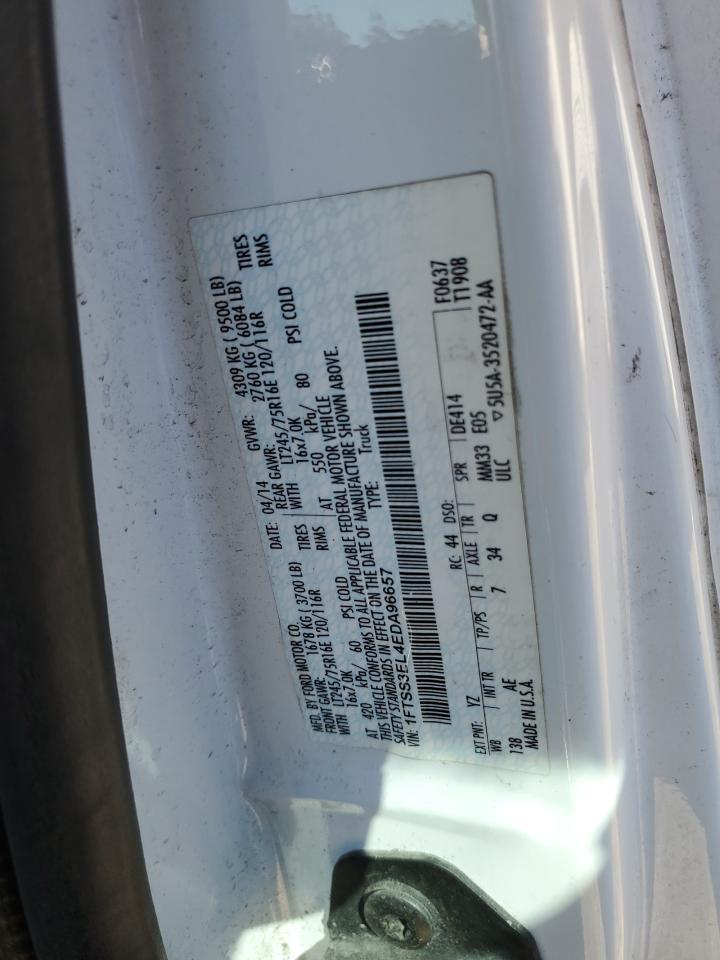 MFD. BY FORD MOTOR CO. DATE: 04/14 GVWR: 4309 KG ( 9500 LB)
FRONT GAWR: 1678 KG ( 3700 LB) REAR GAWR: 2760 KG ( 6084 LB)
WITH LT245/75R16E 120/116R TIRES WITH LT245/75R16E 120/116R TIRES
16x7.0K RIMS 16x7.0K RIMS
AT 420 kPa/ 60 PSI COLD AT 550 kPa/ 80 PSI COLD
THIS VEHICLE CONFORMS TO ALL APPLICABLE FEDERAL MOTOR VEHICLE
SAFETY STANDARDS IN EFFECT ON THE DATE OF MANUFACTURE SHOWN ABOVE.
VIN: 1FTSS3EL4EDA96657 TYPE: Truck
F0637
T1908
EXT PNT: YZ RC: 44 DSO:
WB INTTR TP/PS R AXLE TR SPR DE414
138 AE 7 34 Q MM33 EOS
MADE IN U.S.A. ULC ▽5U5A-3520472-AA